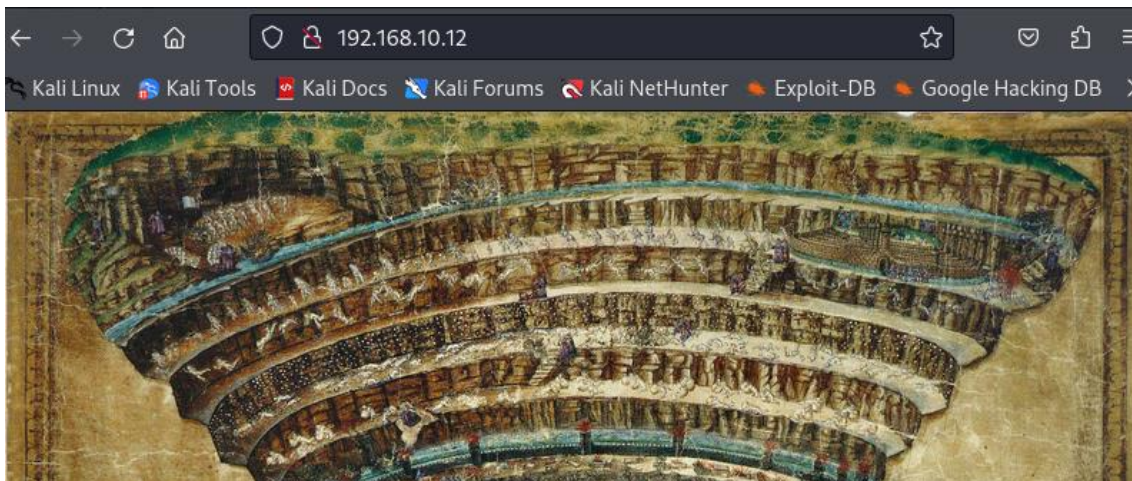 192.168.10.12
Kali Linux Kali Tools Kali Docs Kali Forums Kali NetHunter Exploit-DB Google Hacking DB